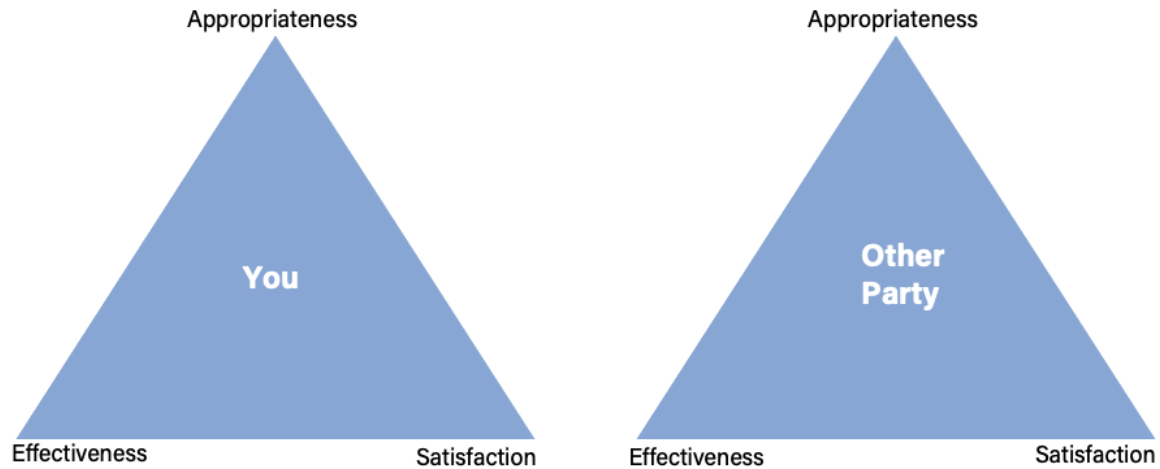 Appropriateness
You
Effectiveness
Satisfaction
Appropriateness
Other
Party
Effectiveness
Satisfaction